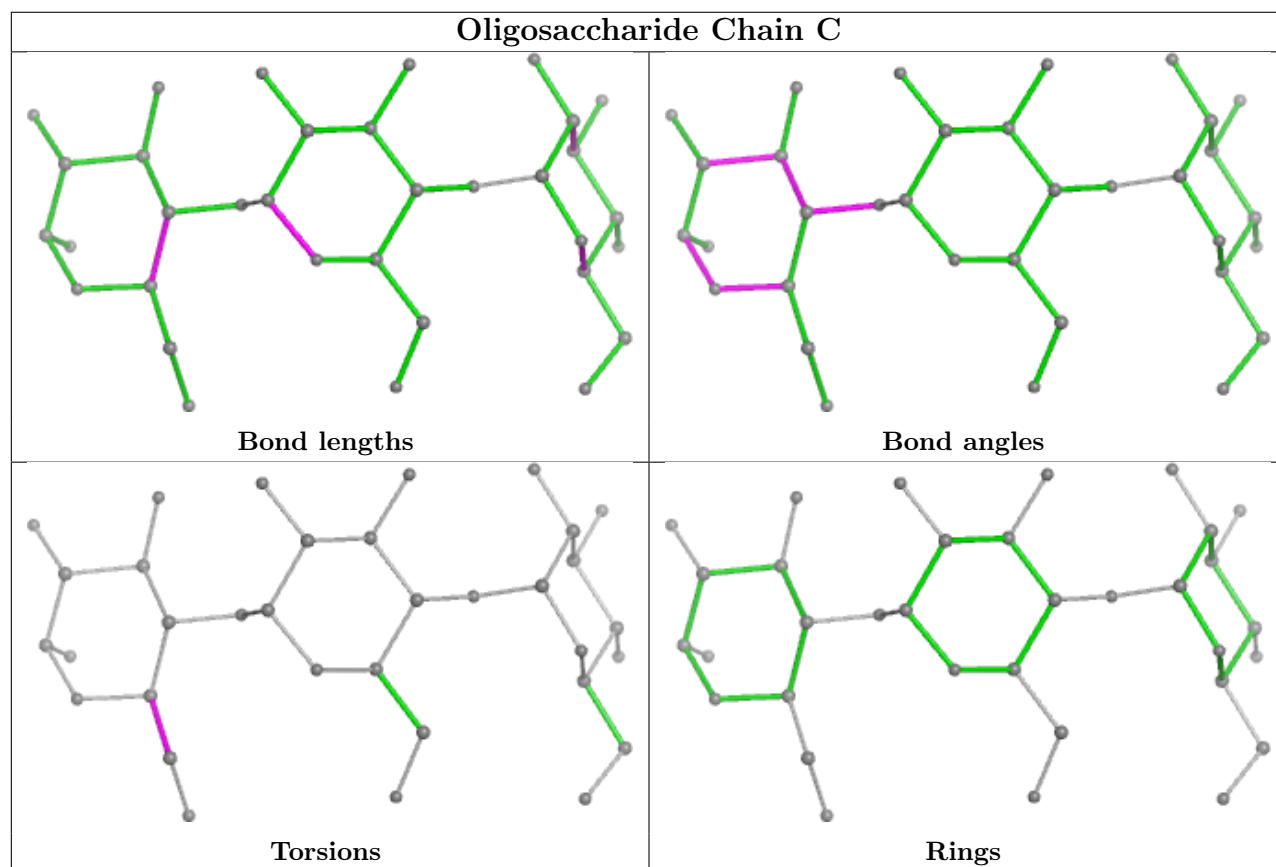 Oligosaccharide Chain C
Bond lengths
Bond angles
Torsions
Rings